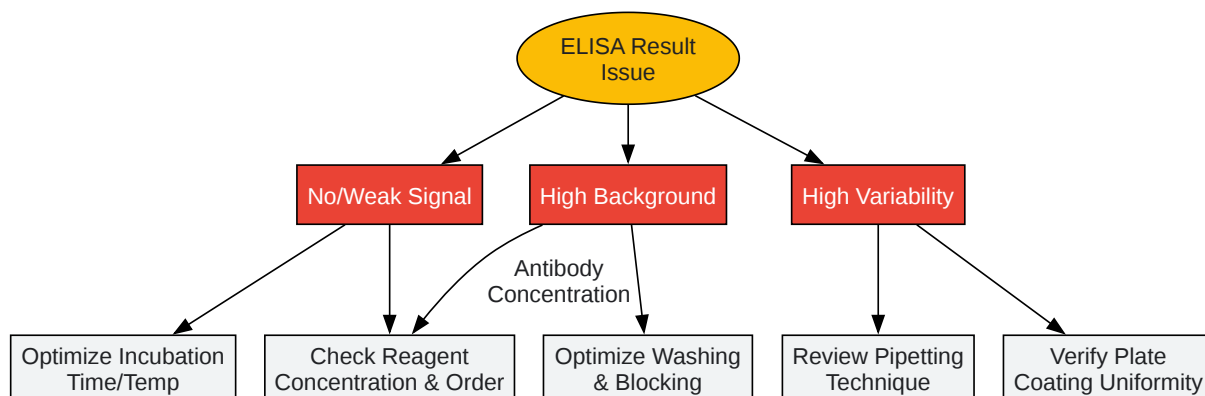 ELISA Result
Issue
No/Weak Signal
High Background
High Variability
Antibody
Concentration
Optimize Incubation
Time/Temp
Check Reagent
Concentration & Order
Optimize Washing
& Blocking
Review Pipetting
Technique
Verify Plate
Coating Uniformity